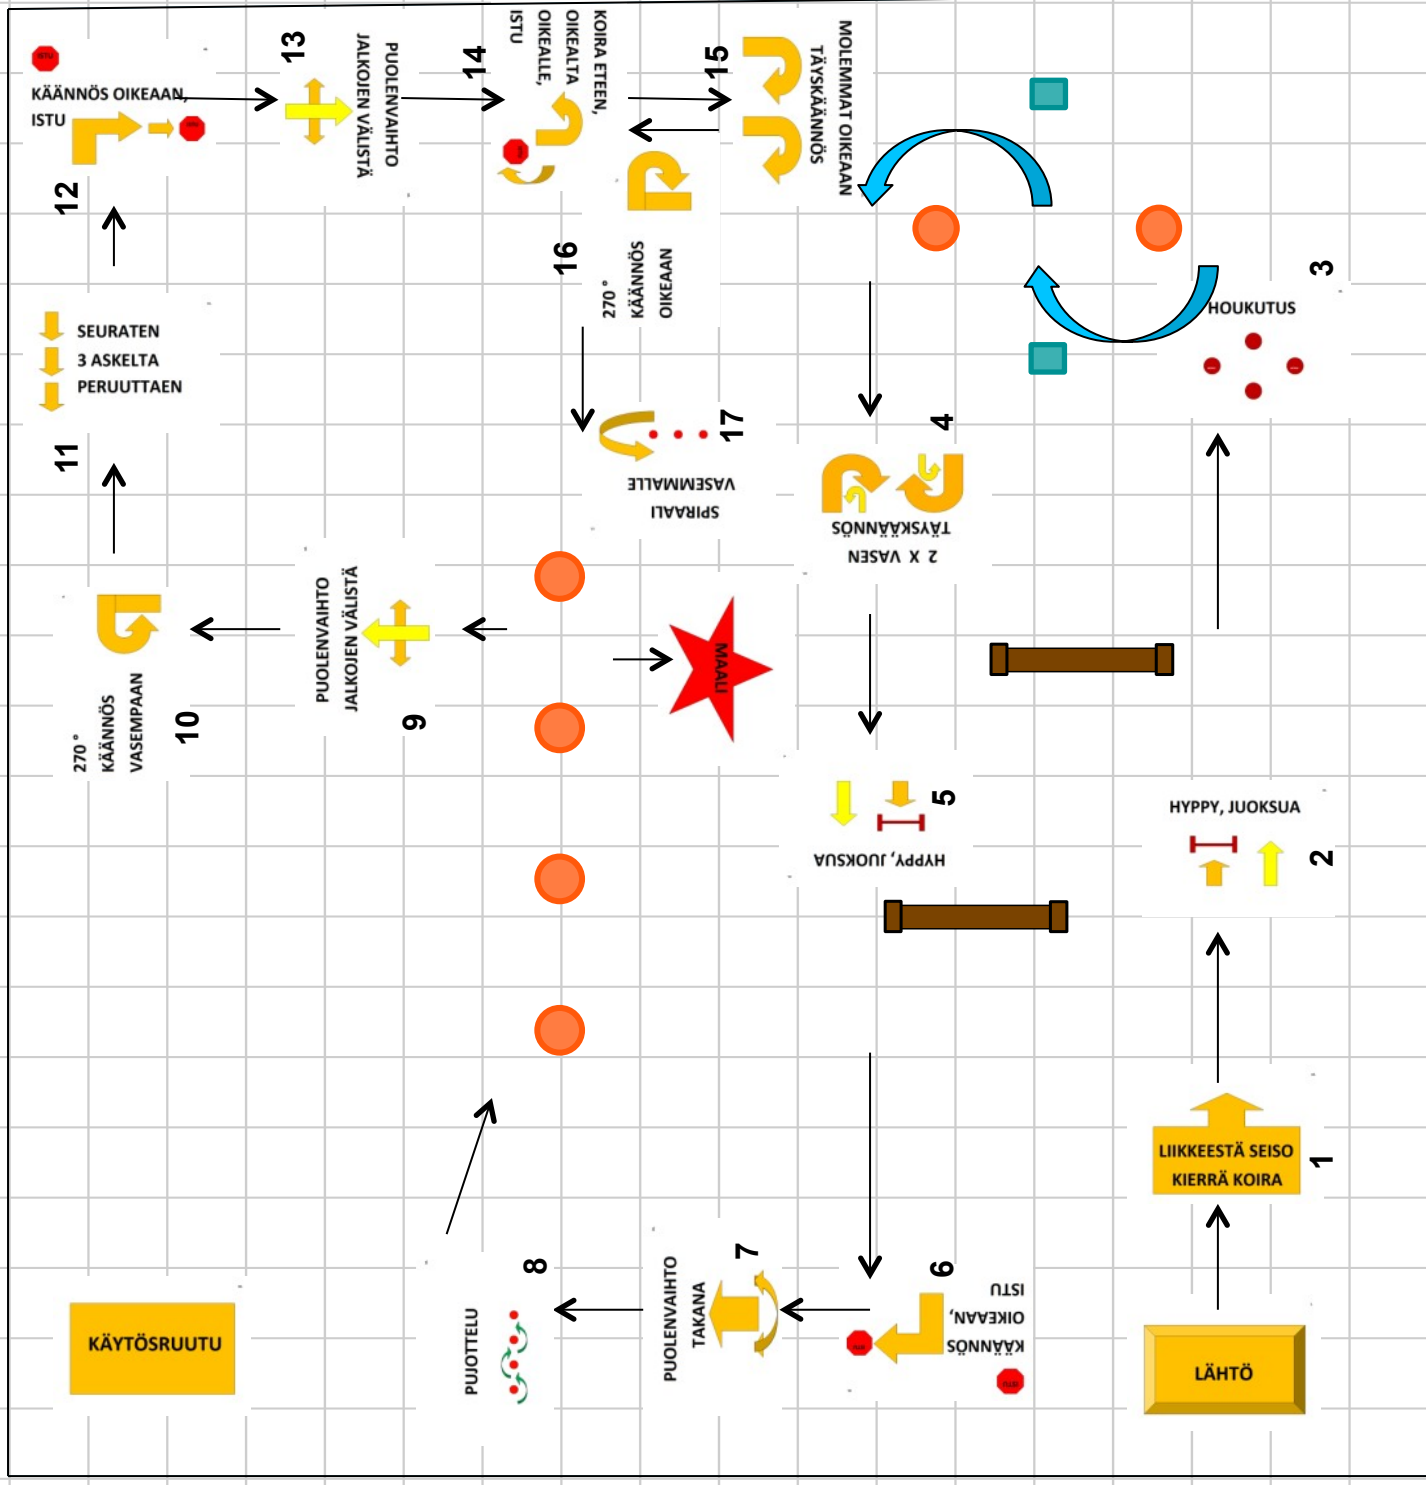 LÄHTÖ
LIIKKEESTÄ SEISO
KIERRÄ KOIRA
1
HYPPY, JUOKSUA
2
HOUKUTUS
3
2 X VASEN
TÄYSKÄÄNNÖS
4
HYPPY, JUOKSUA
5
KÄÄNNÖS
OIKEAAN,
ISTU
6
PUOLENVAIHTO
TAKANA
7
PUJOTTELU
8
PUOLENVAIHTO
JALKOJEN VÄLISTÄ
9
270°
KÄÄNNÖS
VASEMPAAN
10
SEURATEN
3 ASKELTA
PERUUTTAEN
11
KÄÄNNÖS OIKEAAN,
ISTU
12
PUOLENVAIHTO
JALKOJEN VÄLISTÄ
13
KOIRA ETEEN,
OIKEALTA
OIKEALLE,
ISTU
14
MOLEMMAT OIKEAAN
TÄYSKÄÄNNÖS
15
270°
KÄÄNNÖS
OIKEAAN
16
SPIRAALI
VASEMMALLE
17
MAALI
KÄYTÖSRUUTU